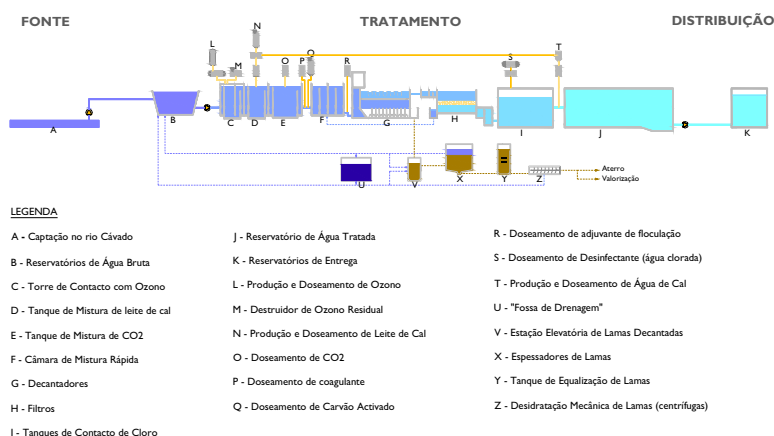 FONTE
TRATAMENTO
DISTRIBUIÇÃO
N
L
M
O
P
Q
R
S
T
A
B
C
D
E
F
G
H
I
J
K
U
V
X
Y
Z
Aterro
Valorização
LEGENDA
A - Captação no rio Cávado
B - Reservatórios de Água Bruta
C - Torre de Contacto com Ozono
D - Tanque de Mistura de leite de cal
E - Tanque de Mistura de CO2
F - Câmara de Mistura Rápida
G - Decantadores
H - Filtros
I - Tanques de Contacto de Cloro
J - Reservatório de Água Tratada
K - Reservatórios de Entrega
L - Produção e Doseamento de Ozono
M - Destruidor de Ozono Residual
N - Produção e Doseamento de Leite de Cal
O - Doseamento de CO2
P - Doseamento de coagulante
Q - Doseamento de Carvão Activado
R - Doseamento de adjuvante de floculação
S - Doseamento de Desinfectante (água clorada)
T - Produção e Doseamento de Água de Cal
U - "Fossa de Drenagem"
V - Estação Elevatória de Lamas Decantadas
X - Espessadores de Lamas
Y - Tanque de Equalização de Lamas
Z - Desidratação Mecânica de Lamas (centrífugas)